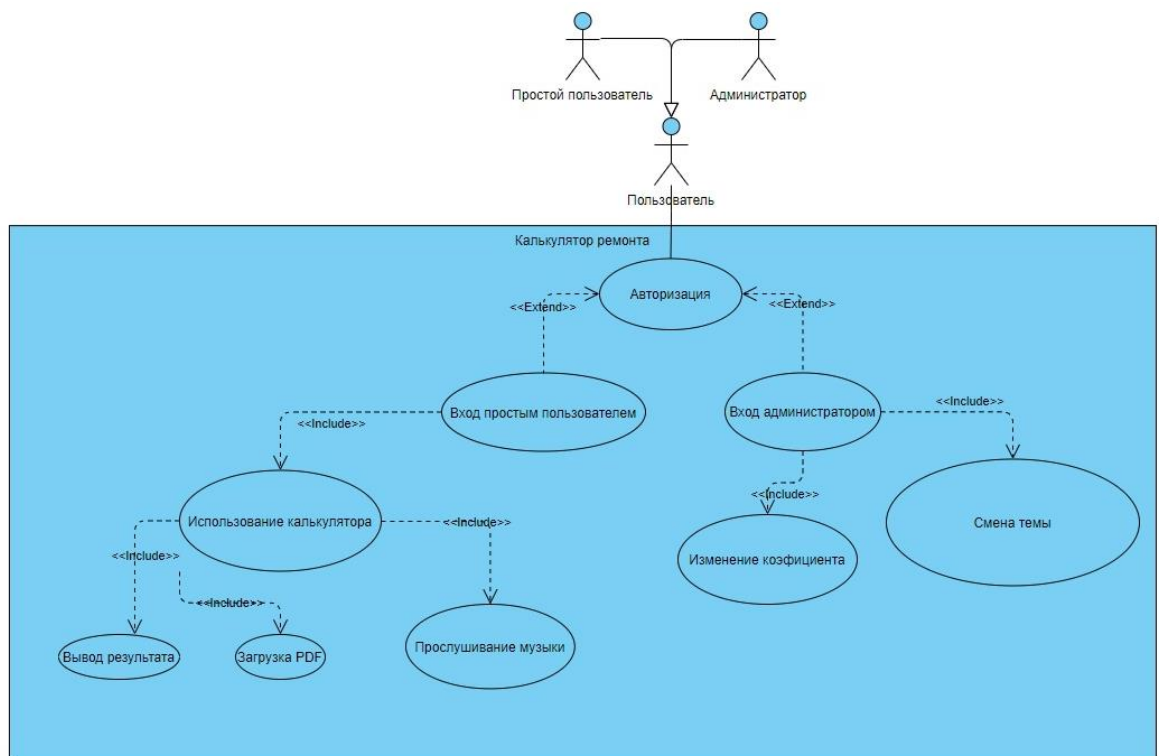 Простой пользователь
Администратор
Пользователь
Калькулятор ремонта
Авторизация
<<Extend>>
<<Extend>>
Вход простым пользователем
Вход администратором
<<Include>>
<<Include>>
<<Include>>
Использование калькулятора
<<Include>>
Смена темы
<<Include>>
Изменение коэфициента
<<Include>>
Вывод результата
Загрузка PDF
Прослушивание музыки